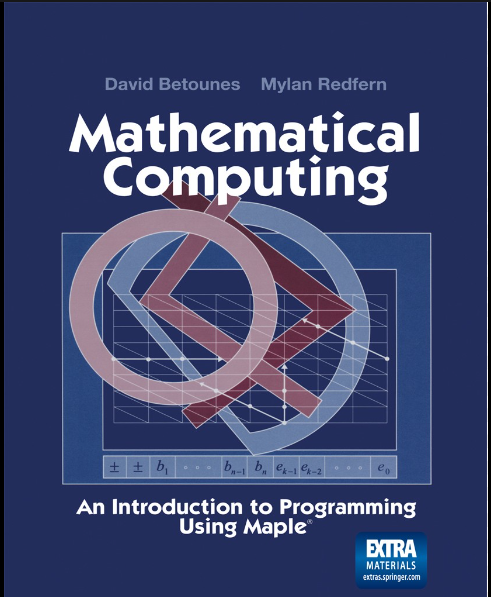 David Betounes Mylan Redfern
Mathematical
Computing
± ± b₁ ∘ ∘ ∘ bₙ₋₁ bₙ eₖ₋₁ eₖ₋₂ ∘ ∘ ∘ e₀
An Introduction to Programming
Using Maple®
EXTRA
MATERIALS
extras.springer.com